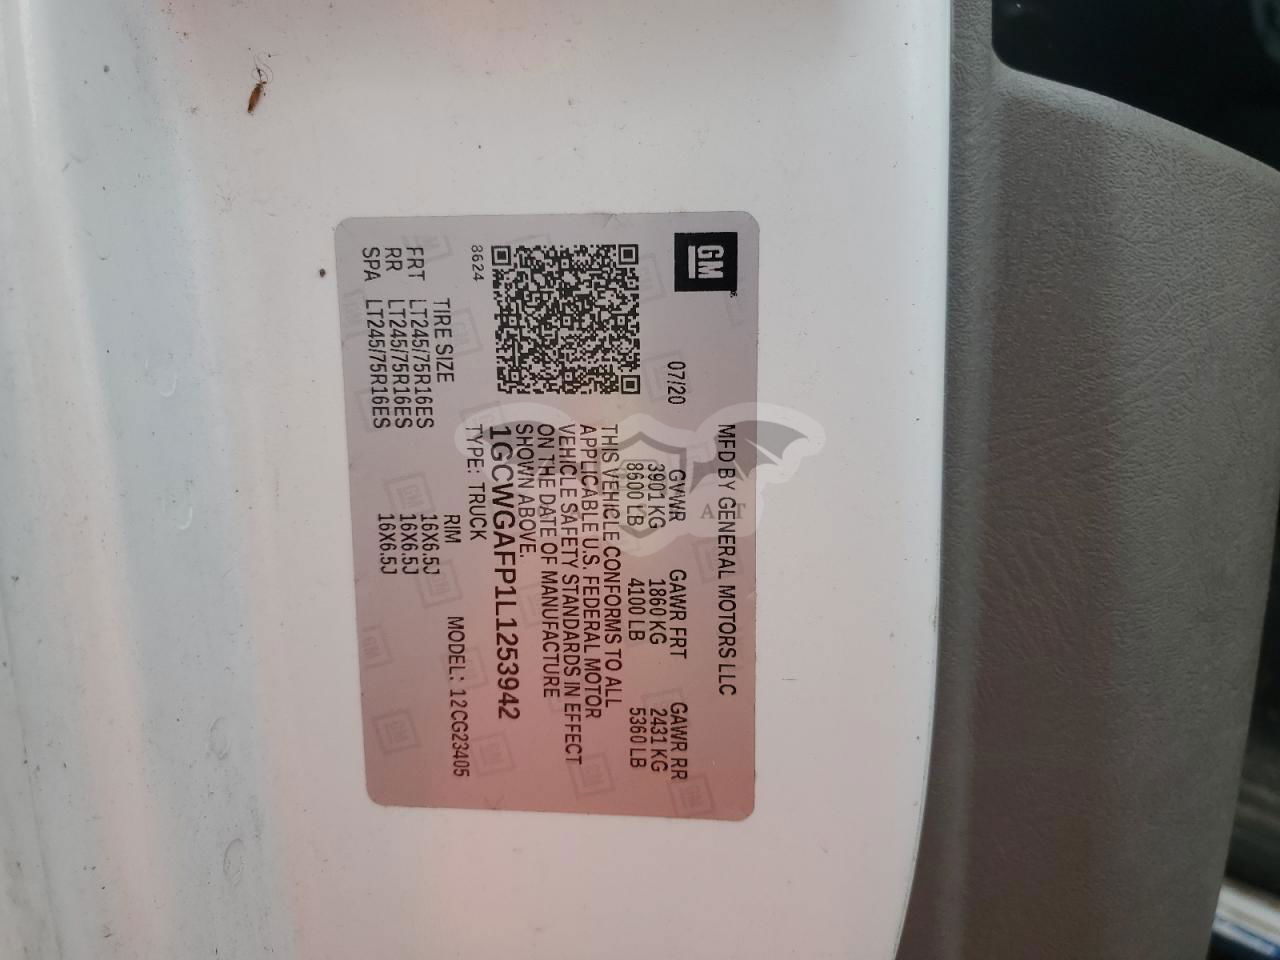 GM
MFD BY GENERAL MOTORS LLC
07/20
GVWR GAWR FRT GAWR RR
3901 KG 1860 KG 2431 KG
8600 LB 4100 LB 5360 LB
THIS VEHICLE CONFORMS TO ALL
APPLICABLE U.S. FEDERAL MOTOR
VEHICLE SAFETY STANDARDS IN EFFECT
ON THE DATE OF MANUFACTURE
SHOWN ABOVE.
1GCWGAFP1L1253942
8624
TYPE: TRUCK MODEL: 12CG23405
TIRE SIZE RIM
FRT LT245/75R16ES 16X6.5J
RR LT245/75R16ES 16X6.5J
SPA LT245/75R16ES 16X6.5J